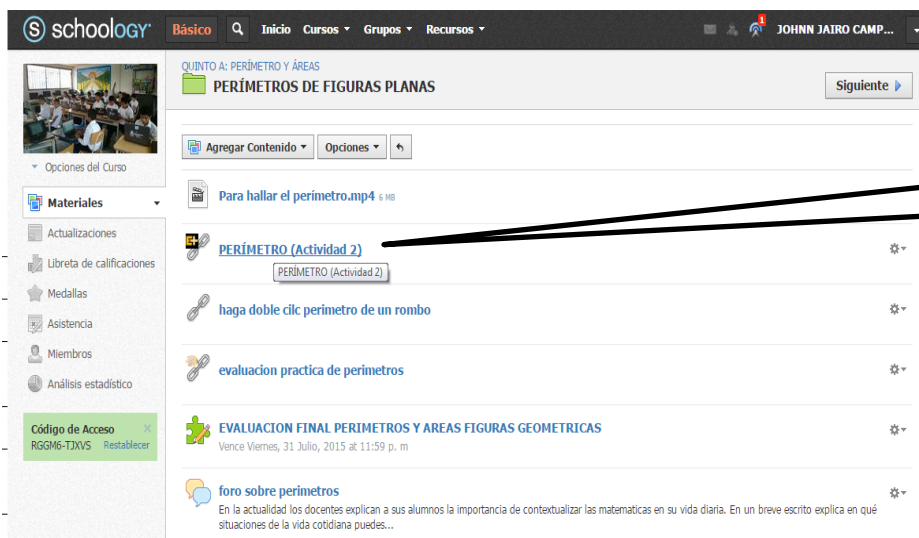 S schoology Básico Inicio Cursos Grupos Recursos 1 JOHNN JAIRO CAMP...
QUINTO A: PERÍMETRO Y ÁREAS
PERÍMETROS DE FIGURAS PLANAS
Siguiente
Opciones del Curso
Materiales
Actualizaciones
Libreta de calificaciones
Medallas
Asistencia
Miembros
Análisis estadístico
Código de Acceso
RGGM6-TJXVS Restablecer
Agregar Contenido Opciones
Para hallar el perímetro.mp4 6 MB
PERÍMETRO (Actividad 2)
PERÍMETRO (Actividad 2)
haga doble cilc perimetro de un rombo
evaluacion practica de perimetros
EVALUACION FINAL PERIMETROS Y AREAS FIGURAS GEOMETRICAS
Vence Viernes, 31 Julio, 2015 at 11:59 p. m
foro sobre perimetros
En la actualidad los docentes explican a sus alumnos la importancia de contextualizar las matematicas en su vida diaria. En un breve escrito explica en qué
situaciones de la vida cotidiana puedes...